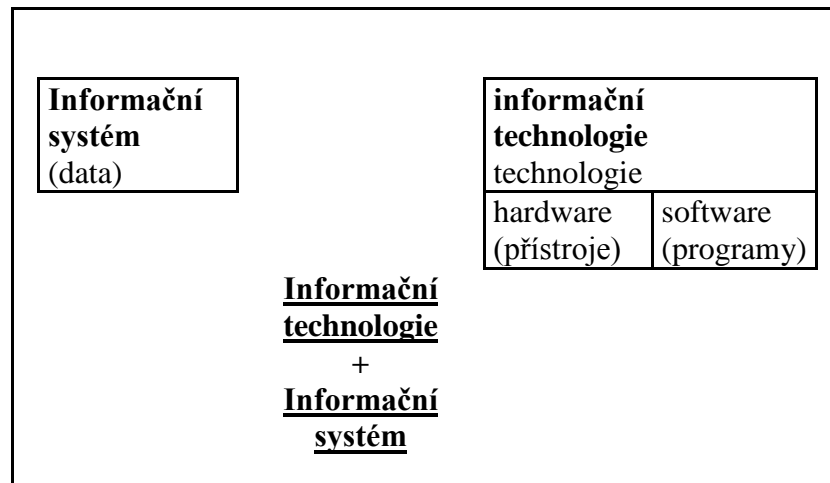 Informační
systém
(data)
informační
technologie
technologie
hardware
(přístroje)
software
(programy)
Informační
technologie
+
Informační
systém